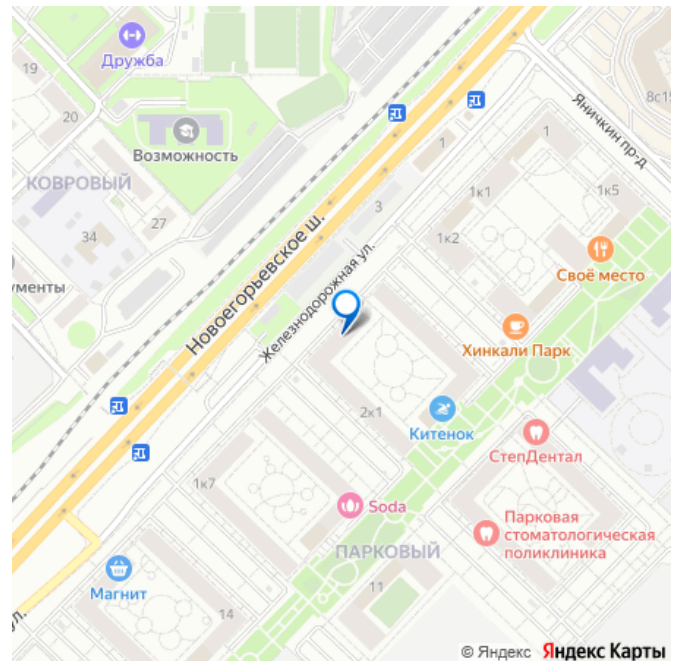 Дружба
19
20
8с15
Яничкин пр-д
Возможность
1
1
1к1
1к5
КОВРОВЫЙ
27
3
34
1к2
Новоегорьевское ш.
Своё место
ументы
Железнодорожная ул.
Хинкали Парк
2к1
Китенок
СтепДентал
1к7
Soda
Парковая
стоматологическая
поликлиника
ПАРКОВЫЙ
Магнит
11
14
ул.
© Яндекс Яндекс Карты